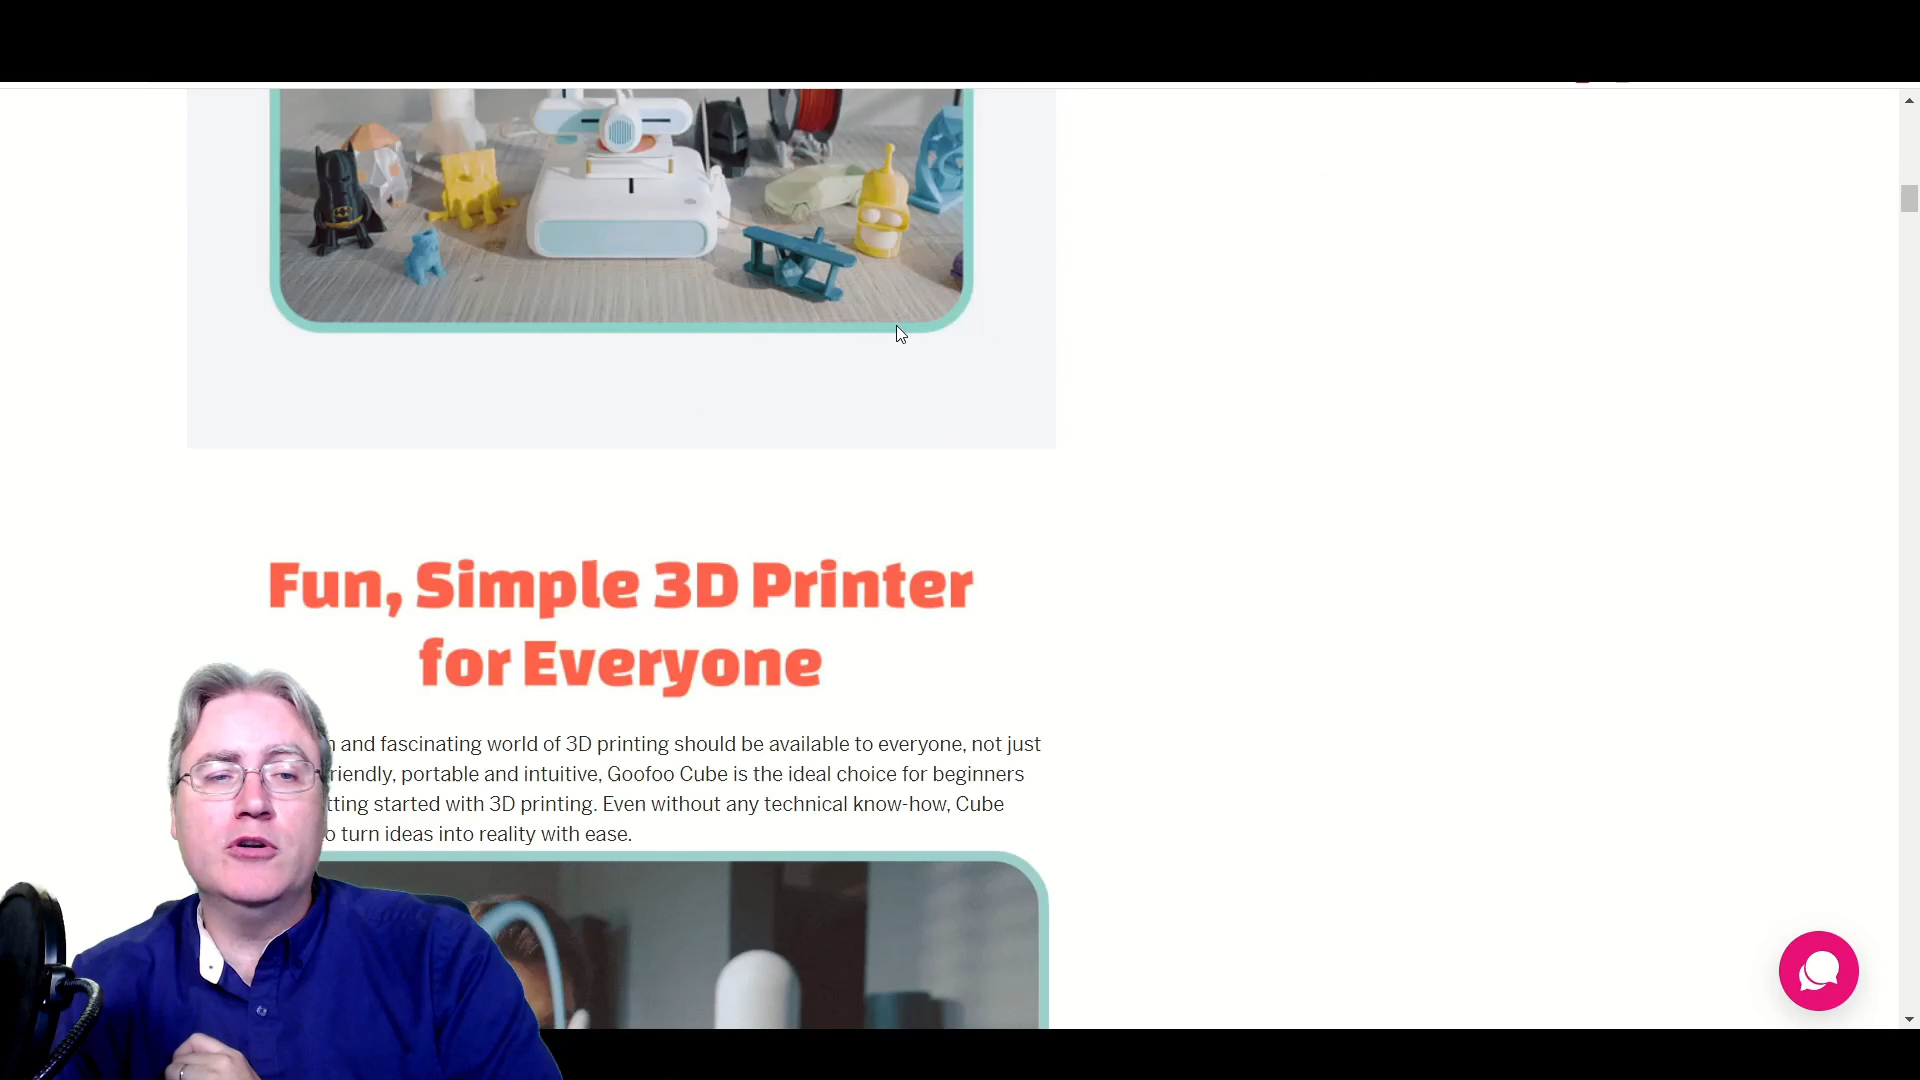 Fun, Simple 3D Printer
for Everyone
and fascinating world of 3D printing should be available to everyone, not just
portable and intuitive, Goofoo Cube is the ideal choice for beginners
started with 3D printing. Even without any technical know-how, Cube
turn ideas into reality with ease.